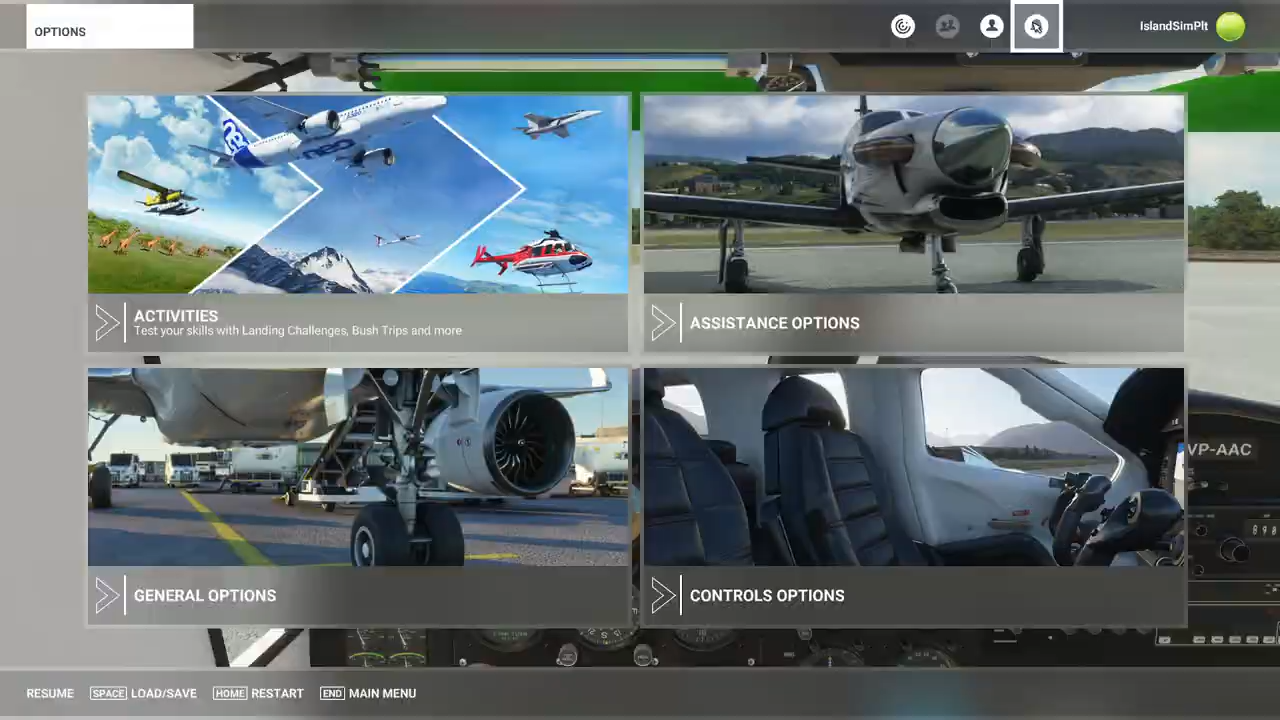 OPTIONS
IslandSimPlt
ACTIVITIES
Test your skills with Landing Challenges, Bush Trips and more
ASSISTANCE OPTIONS
VP-AAC
GENERAL OPTIONS
CONTROLS OPTIONS
RESUME SPACE LOAD/SAVE HOME RESTART END MAIN MENU